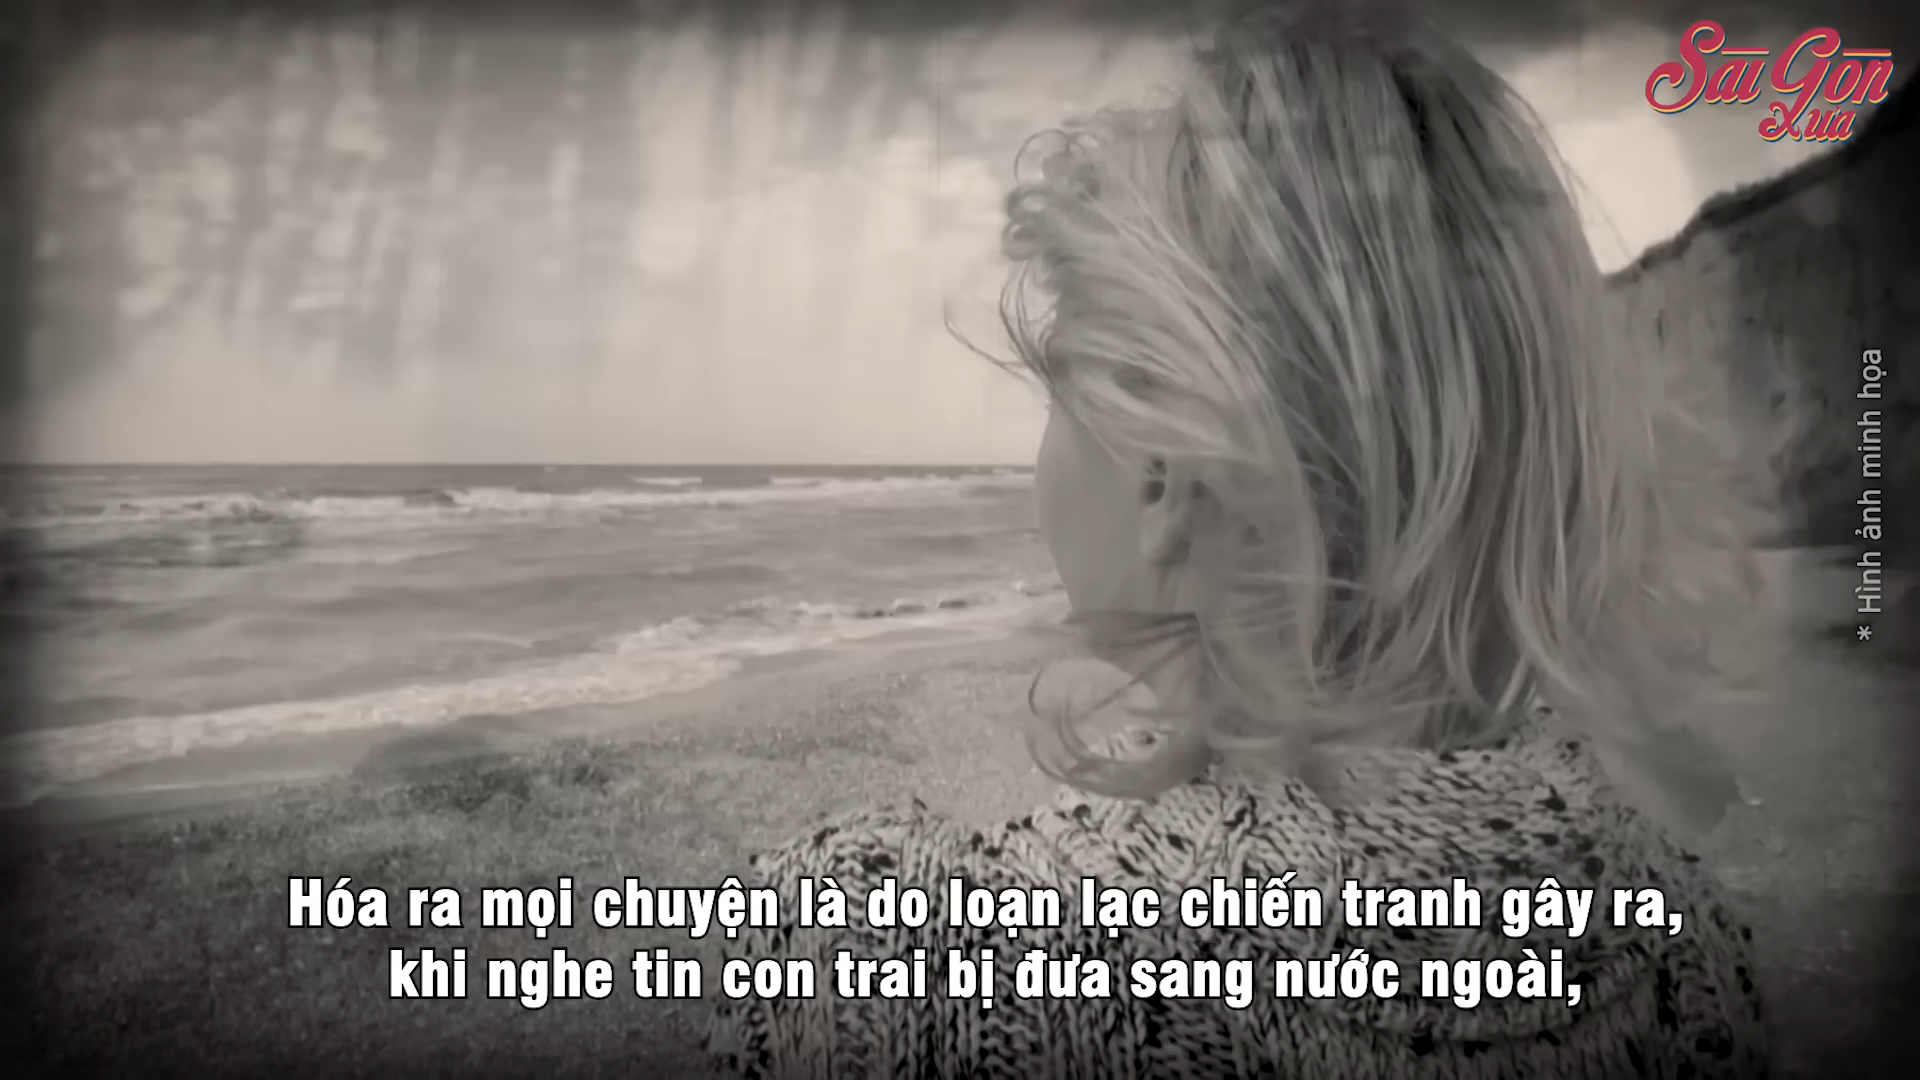 Sài Gòn
Xưa
* Hình ảnh minh họa
Hóa ra mọi chuyện là do loạn lạc chiến tranh gây ra,
khi nghe tin con trai bị đưa sang nước ngoài,